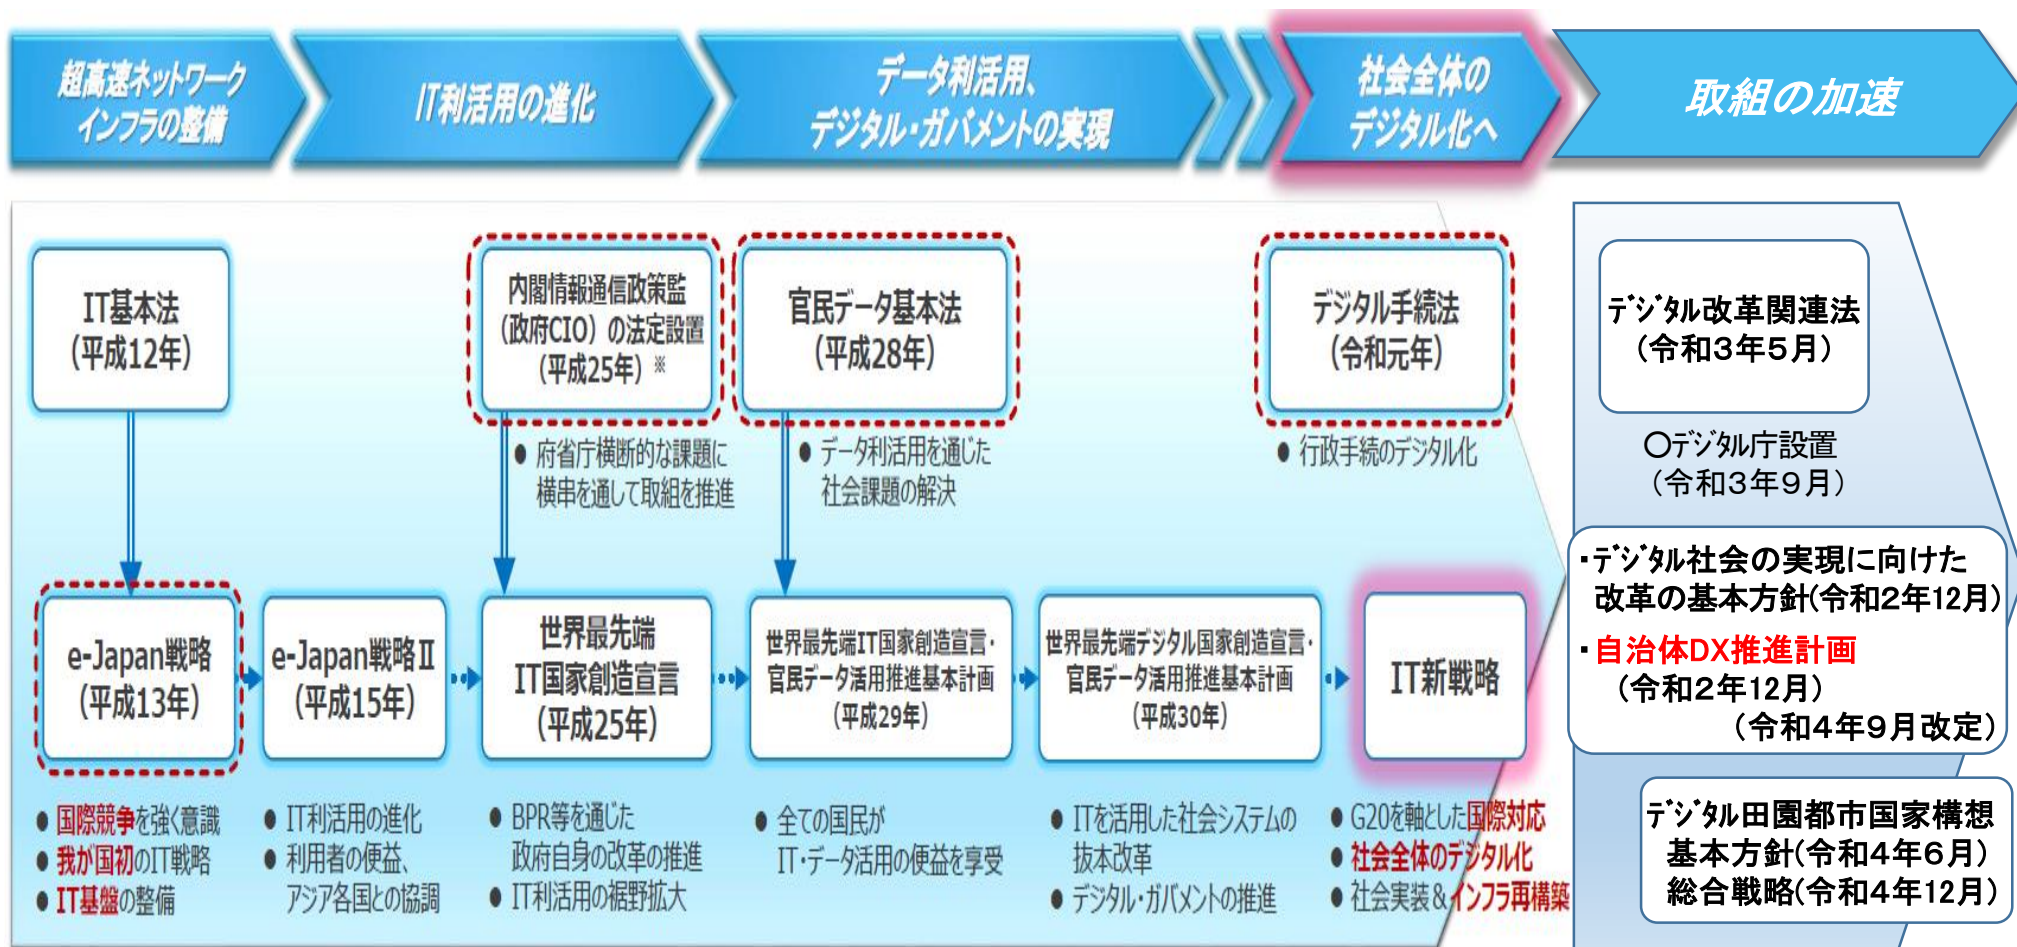 超高速ネットワーク
インフラの整備
IT利活用の進化
データ利活用、
デジタル・ガバメントの実現
社会全体の
デジタル化へ
取組の加速
IT基本法
(平成12年)
内閣情報通信政策監
(政府CIO)の法定設置
(平成25年)※
● 府省庁横断的な課題に
横串を通して取組を推進
官民データ基本法
(平成28年)
● データ利活用を通じた
社会課題の解決
デジタル手続法
(令和元年)
● 行政手続のデジタル化
e-Japan戦略
(平成13年)
● 国際競争を強く意識
● 我が国初のIT戦略
● IT基盤の整備
e-Japan戦略Ⅱ
(平成15年)
● IT利活用の進化
● 利用者の便益、
アジア各国との協調
世界最先端
IT国家創造宣言
(平成25年)
● BPR等を通じた
政府自身の改革の推進
● IT利活用の裾野拡大
世界最先端IT国家創造宣言・
官民データ活用推進基本計画
(平成29年)
● 全ての国民が
IT・データ活用の便益を享受
世界最先端デジタル国家創造宣言・
官民データ活用推進基本計画
(平成30年)
● ITを活用した社会システムの
抜本改革
● デジタル・ガバメントの推進
IT新戦略
● G20を軸とした国際対応
● 社会全体のデジタル化
● 社会実装&インフラ再構築
デジタル改革関連法
(令和3年5月)
○デジタル庁設置
(令和3年9月)
・デジタル社会の実現に向けた
改革の基本方針(令和2年12月)
・自治体DX推進計画
(令和2年12月)
(令和4年9月改定)
デジタル田園都市国家構想
基本方針(令和4年6月)
総合戦略(令和4年12月)